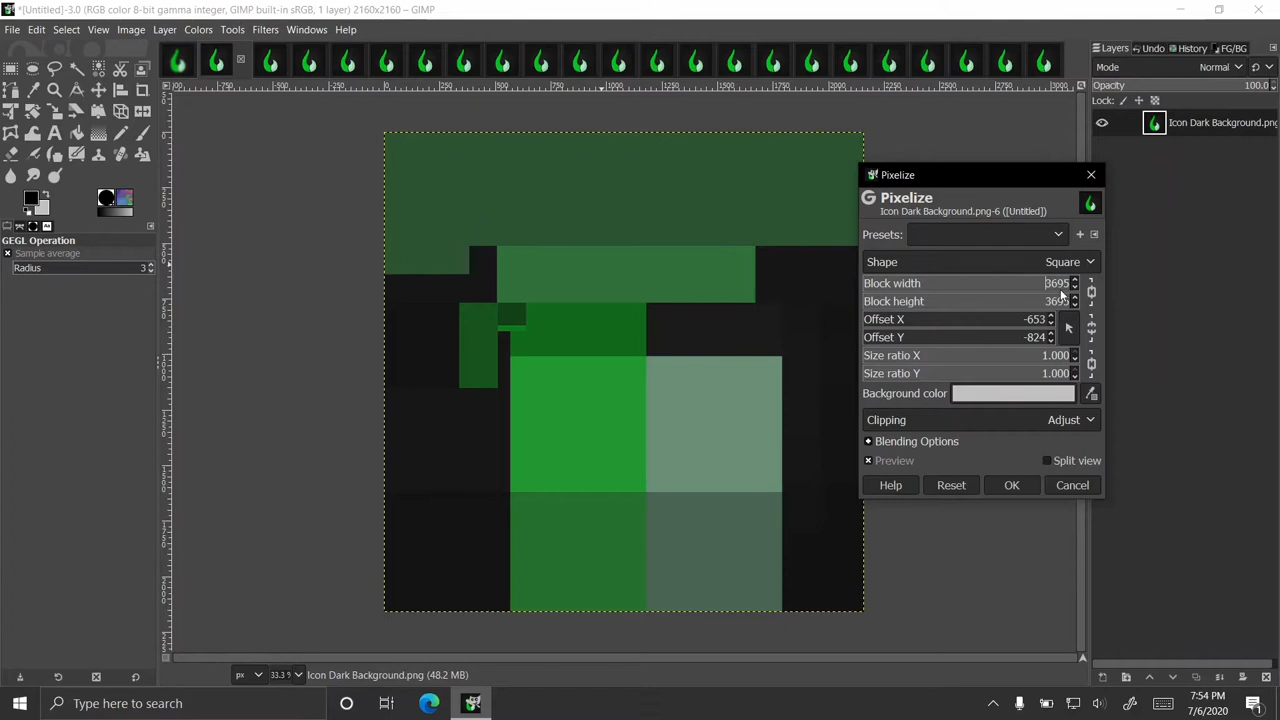 *[Untitled]-3.0 (RGB color 8-bit gamma integer, GIMP built-in sRGB, 1 layer) 2160x2160 – GIMP
File Edit Select View Image Layer Colors Tools Filters Windows Help
Layers Undo History FG/BG
Mode Normal
Opacity 100.0
Lock:
Icon Dark Background.png
GEGL Operation
Sample average
Radius 3
Pixelize
Pixelize
Icon Dark Background.png-6 ([Untitled])
Presets:
Shape Square
Block width 3695
Block height 3695
Offset X -653
Offset Y -824
Size ratio X 1.000
Size ratio Y 1.000
Background color
Clipping Adjust
Blending Options
Preview Split view
Help Reset OK Cancel
px 33.3 % Icon Dark Background.png (48.2 MB)
Type here to search
7:54 PM
7/6/2020